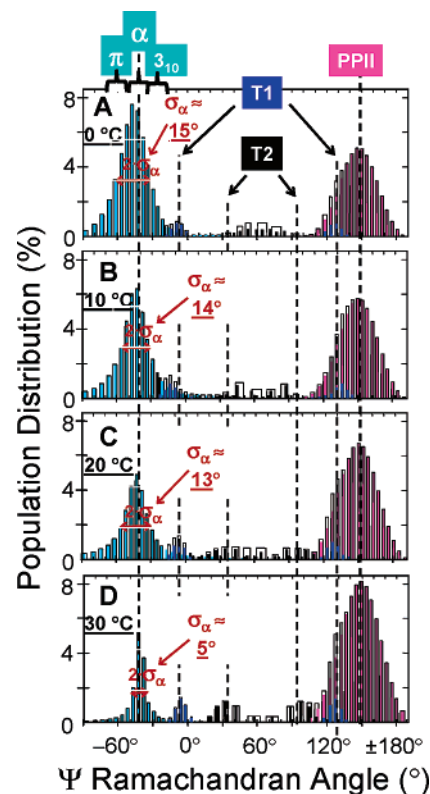 α
π 3₁₀ PPII
8 A σα≈ T1
15°
0 °C
4 2·σα T2
0
B
8 10 °C σα≈
14°
4 2·σα
0
8 C
20 °C σα≈
13°
4 2·σα
0
8 D
30 °C σα≈
5°
4 2·σα
0
Population Distribution (%)
−60° 0° 60° 120° ±180°
Ψ Ramachandran Angle (°)